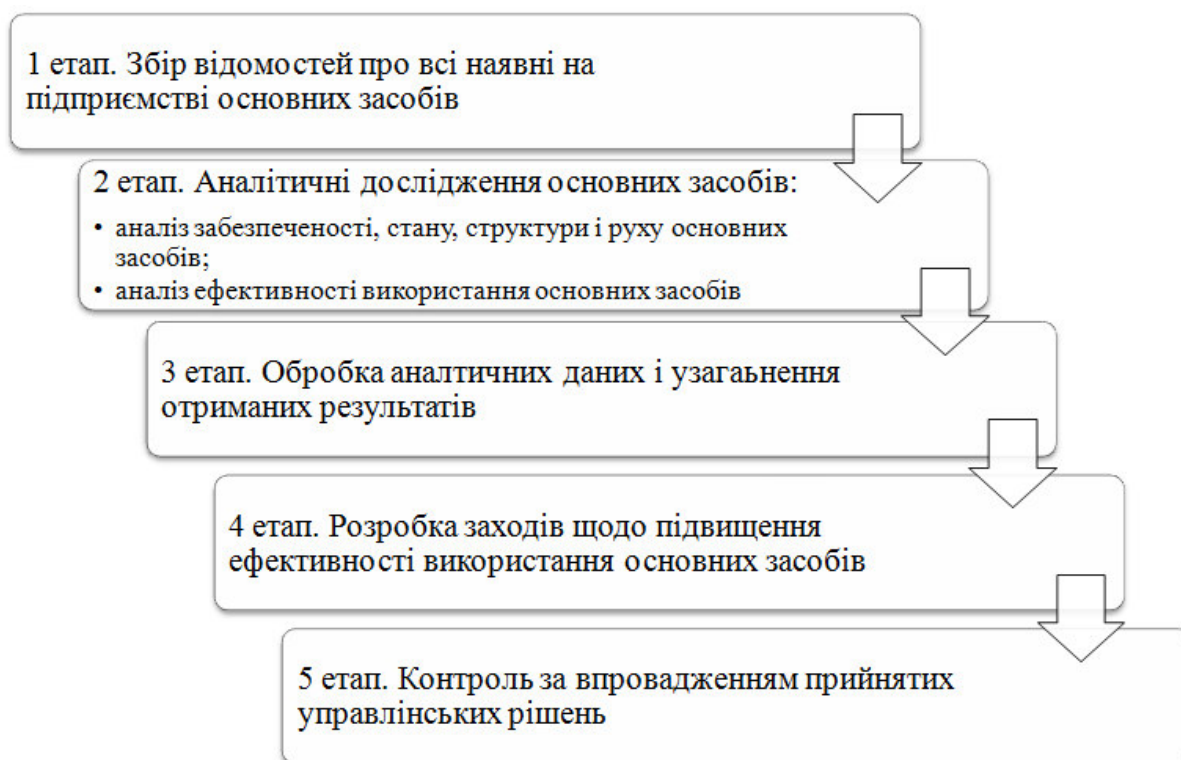 1 етап. Збір відомостей про всі наявні на
підприємстві основних засобів
2 етап. Аналітичні дослідження основних засобів:
• аналіз забезпеченості, стану, структури і руху основних
засобів;
• аналіз ефективності використання основних засобів
3 етап. Обробка аналтичних даних і узагаьнення
отриманих результатів
4 етап. Розробка заходів щодо підвищення
ефективності використання основних засобів
5 етап. Контроль за впровадженням прийнятих
управлінських рішень